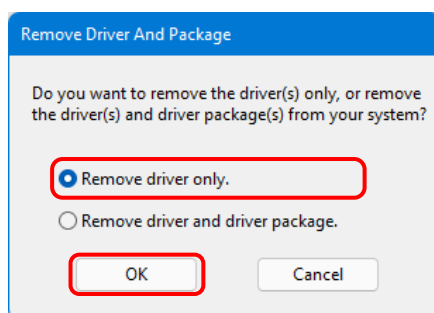 Remove Driver And Package
Do you want to remove the driver(s) only, or remove
the driver(s) and driver package(s) from your system?
Remove driver only.
Remove driver and driver package.
OK
Cancel